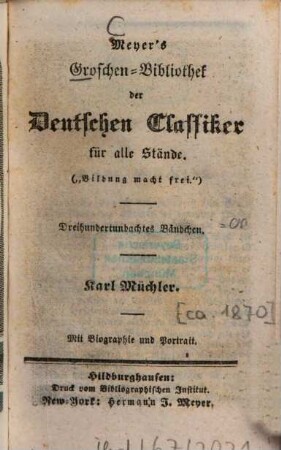 Meyer's
Groschen=Bibliothek
der
Deutschen Classiker
für alle Stände.
(„Bildung macht frei.“)
Dreihundertundachtes Bändchen.
Karl Müchler.
[ca. 1870]
Mit Biographie und Portrait.
Hildburghausen:
Druck vom Bibliographischen Institut.
New-York: Hermann J. Meyer.